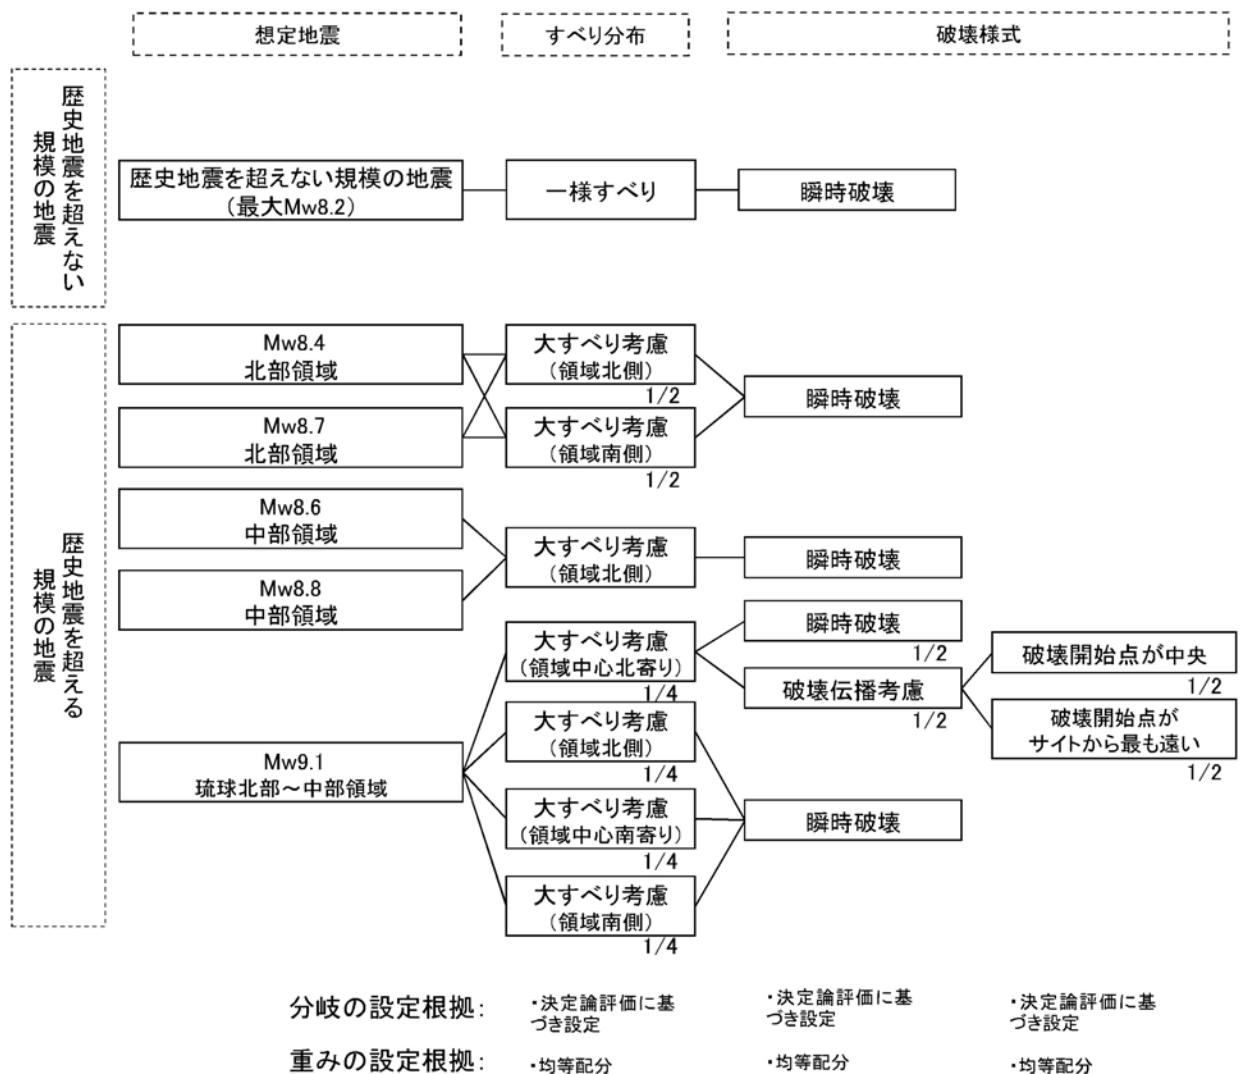 想定地震
すべり分布
破壊様式
歴史地震を超えない
規模の地震
歴史地震を超えない規模の地震
（最大Mw8.2）
一様すべり
瞬時破壊
歴史地震を超える
規模の地震
Mw8.4
北部領域
大すべり考慮
（領域北側）
1/2
瞬時破壊
Mw8.7
北部領域
大すべり考慮
（領域南側）
1/2
Mw8.6
中部領域
大すべり考慮
（領域北側）
瞬時破壊
Mw8.8
中部領域
Mw9.1
琉球北部～中部領域
大すべり考慮
（領域中心北寄り）
1/4
瞬時破壊
1/2
破壊伝播考慮
1/2
破壊開始点が中央
1/2
破壊開始点が
サイトから最も遠い
1/2
大すべり考慮
（領域北側）
1/4
大すべり考慮
（領域中心南寄り）
1/4
瞬時破壊
大すべり考慮
（領域南側）
1/4
分岐の設定根拠：
・決定論評価に基
づき設定
・決定論評価に基
づき設定
・決定論評価に基
づき設定
重みの設定根拠：
・均等配分
・均等配分
・均等配分